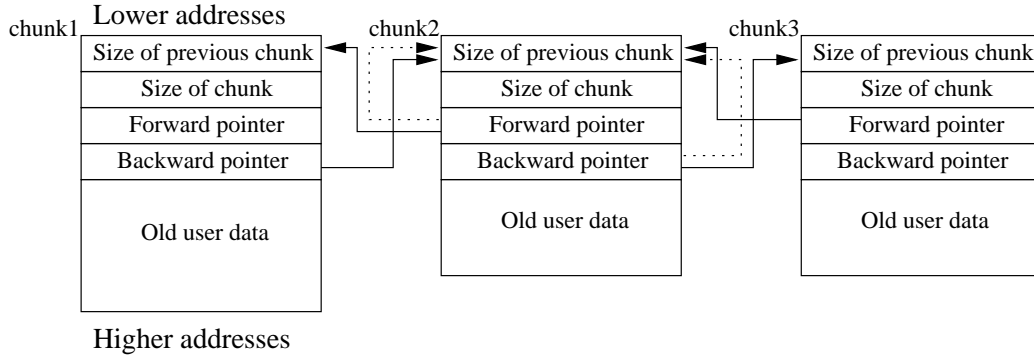 Lower addresses
chunk1
Size of previous chunk
Size of chunk
Forward pointer
Backward pointer
Old user data
Higher addresses
chunk2
Size of previous chunk
Size of chunk
Forward pointer
Backward pointer
Old user data
chunk3
Size of previous chunk
Size of chunk
Forward pointer
Backward pointer
Old user data